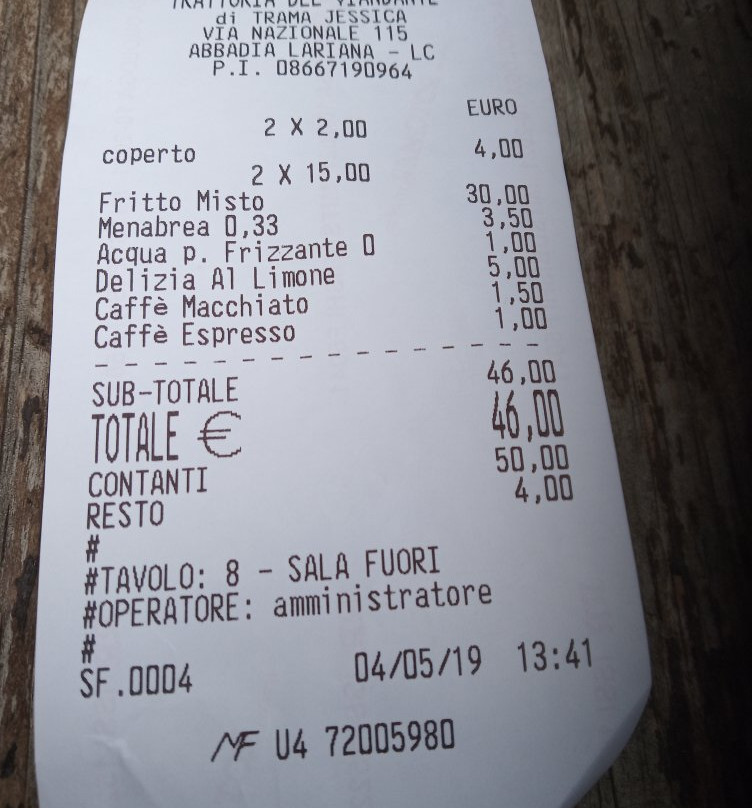 TRATTORIA DEL VIANDANTE
di TRAMA JESSICA
VIA NAZIONALE 115
ABBADIA LARIANA - LC
P.I. 08667190964
EURO
2 X 2,00
coperto 4,00
2 X 15,00
Fritto Misto 30,00
Menabrea 0,33 3,50
Acqua p. Frizzante 0 1,00
Delizia Al Limone 5,00
Caffè Macchiato 1,50
Caffè Espresso 1,00
SUB-TOTALE 46,00
TOTALE € 46,00
CONTANTI 50,00
RESTO 4,00
#
#TAVOLO: 8 - SALA FUORI
#OPERATORE: amministratore
#
SF.0004 04/05/19 13:41
MF U4 72005980